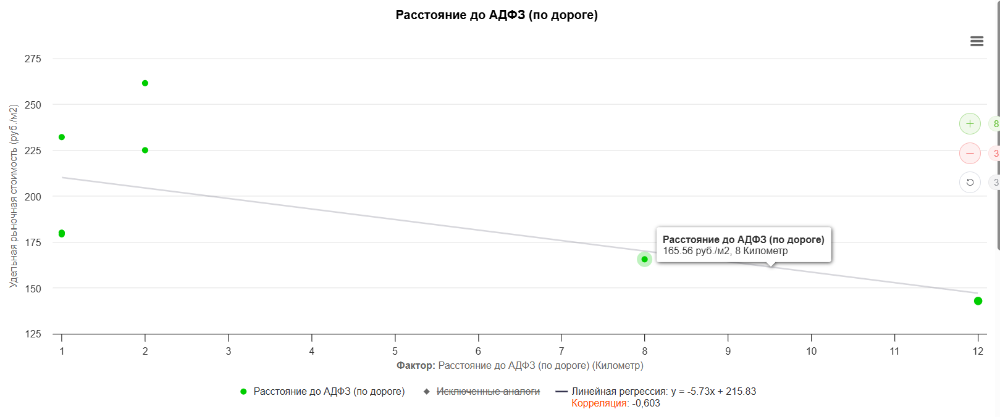 Расстояние до АДФЗ (по дороге)
275
250
225
200
175
150
125
Удельная рыночная стоимость (руб./м2)
8
3
3
Расстояние до АДФЗ (по дороге)
165.56 руб./м2, 8 Километр
1 2 3 4 5 6 7 8 9 10 11 12
Фактор: Расстояние до АДФЗ (по дороге) (Километр)
Расстояние до АДФЗ (по дороге) Исключенные аналоги Линейная регрессия: y = -5.73x + 215.83
Корреляция: -0,603